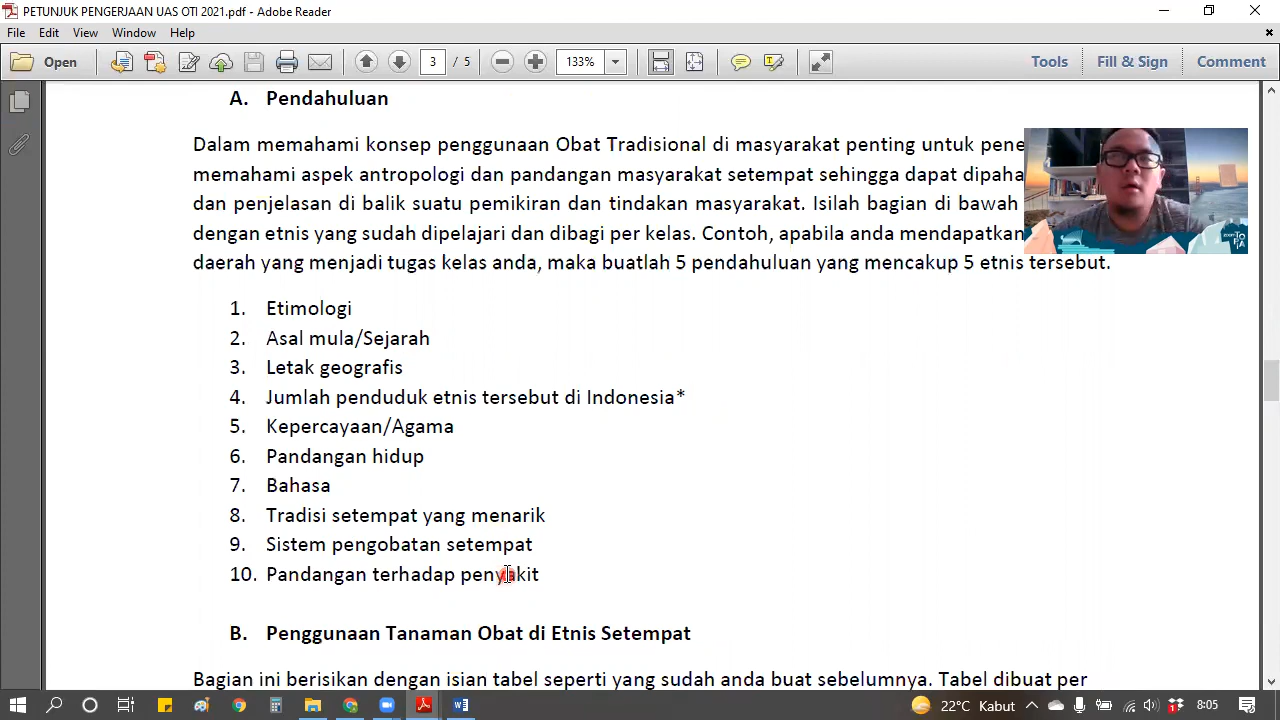 PETUNJUK PENGERJAAN UAS OTI 2021.pdf - Adobe Reader
File Edit View Window Help
Open 3 / 5 133% Tools Fill & Sign Comment
A. Pendahuluan
Dalam memahami konsep penggunaan Obat Tradisional di masyarakat penting untuk pene
memahami aspek antropologi dan pandangan masyarakat setempat sehingga dapat dipaha
dan penjelasan di balik suatu pemikiran dan tindakan masyarakat. Isilah bagian di bawah
dengan etnis yang sudah dipelajari dan dibagi per kelas. Contoh, apabila anda mendapatkan
daerah yang menjadi tugas kelas anda, maka buatlah 5 pendahuluan yang mencakup 5 etnis tersebut.
1. Etimologi
2. Asal mula/Sejarah
3. Letak geografis
4. Jumlah penduduk etnis tersebut di Indonesia*
5. Kepercayaan/Agama
6. Pandangan hidup
7. Bahasa
8. Tradisi setempat yang menarik
9. Sistem pengobatan setempat
10. Pandangan terhadap penyakit
B. Penggunaan Tanaman Obat di Etnis Setempat
Bagian ini berisikan dengan isian tabel seperti yang sudah anda buat sebelumnya. Tabel dibuat per
22°C Kabut 8:05